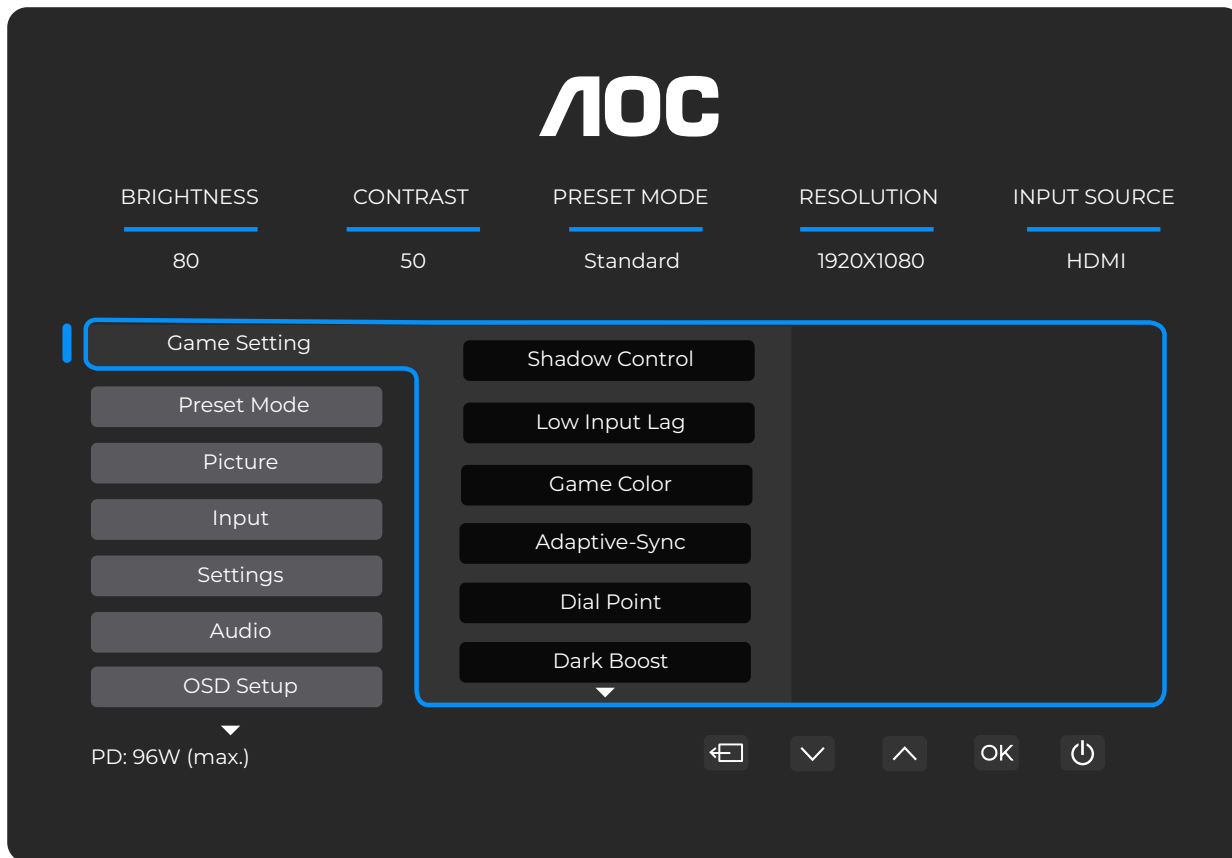 AOC
BRIGHTNESS CONTRAST PRESET MODE RESOLUTION INPUT SOURCE
80 50 Standard 1920X1080 HDMI
Game Setting
Shadow Control
Preset Mode
Low Input Lag
Picture
Game Color
Input
Adaptive-Sync
Settings
Dial Point
Audio
Dark Boost
OSD Setup
PD: 96W (max.)
OK